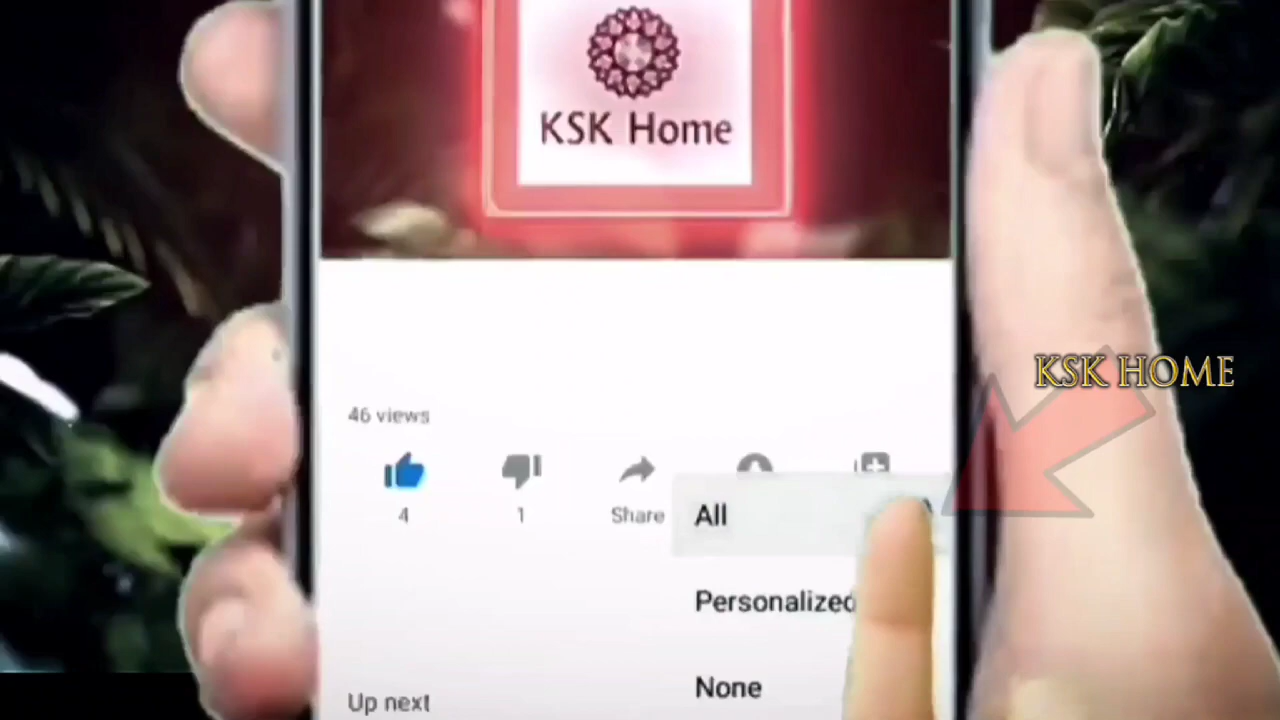 KSK Home
KSK HOME
46 views
4
1
Share
All
Personalized
None
Up next